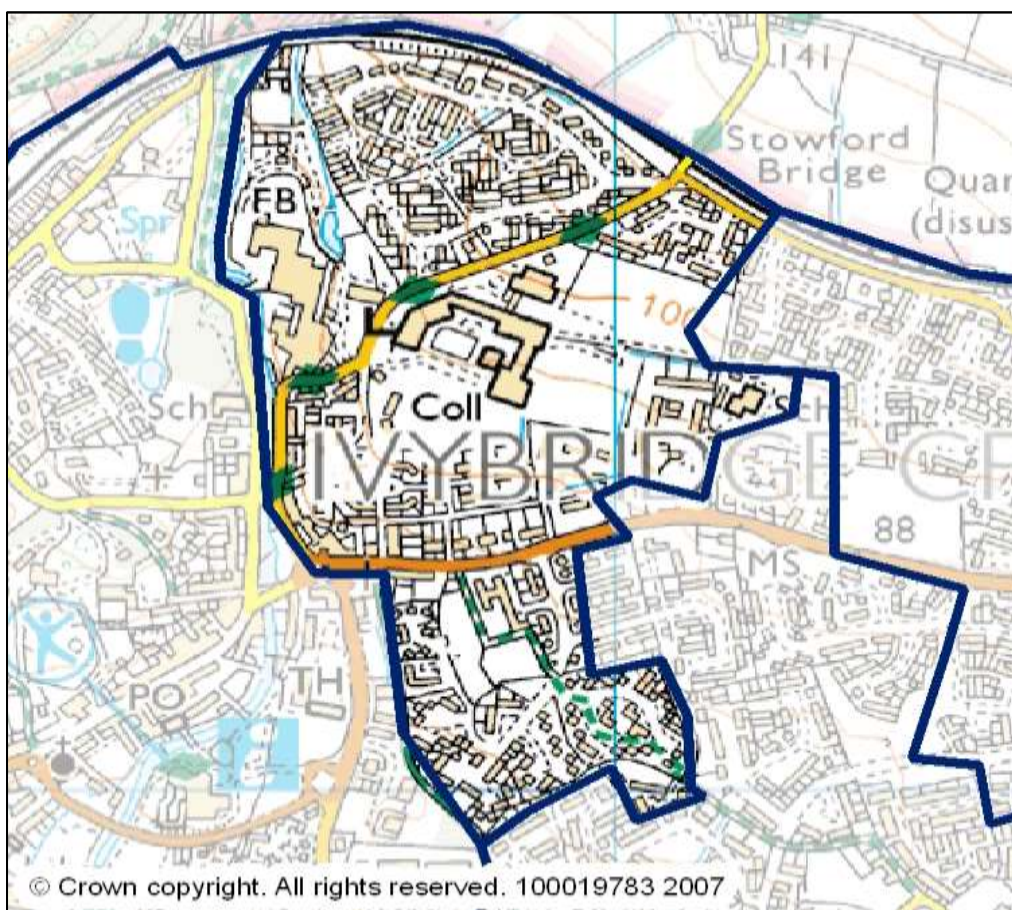 141
Stowford
Bridge
Quar
(disus
FB
Spr
100
Sch
Coll
Sch
IVYBRIDGE CP
88
MS
PO
TH
© Crown copyright. All rights reserved. 100019783 2007